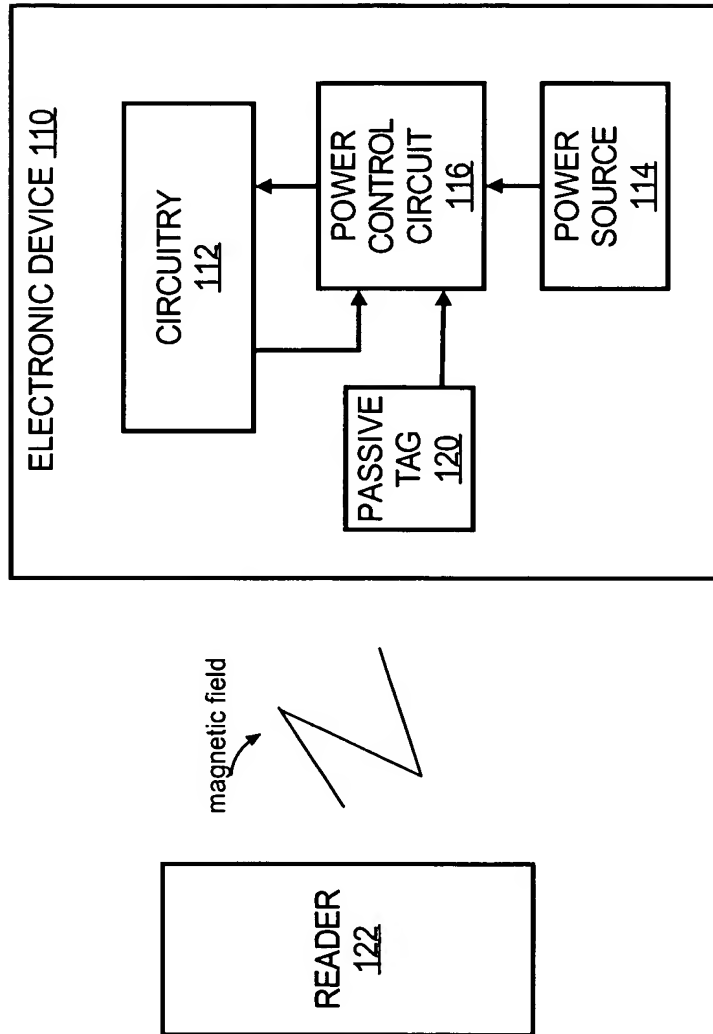 ELECTRONIC DEVICE 110
CIRCUITRY
112
POWER
CONTROL
CIRCUIT
116
PASSIVE
TAG
120
POWER
SOURCE
114
magnetic field
READER
122